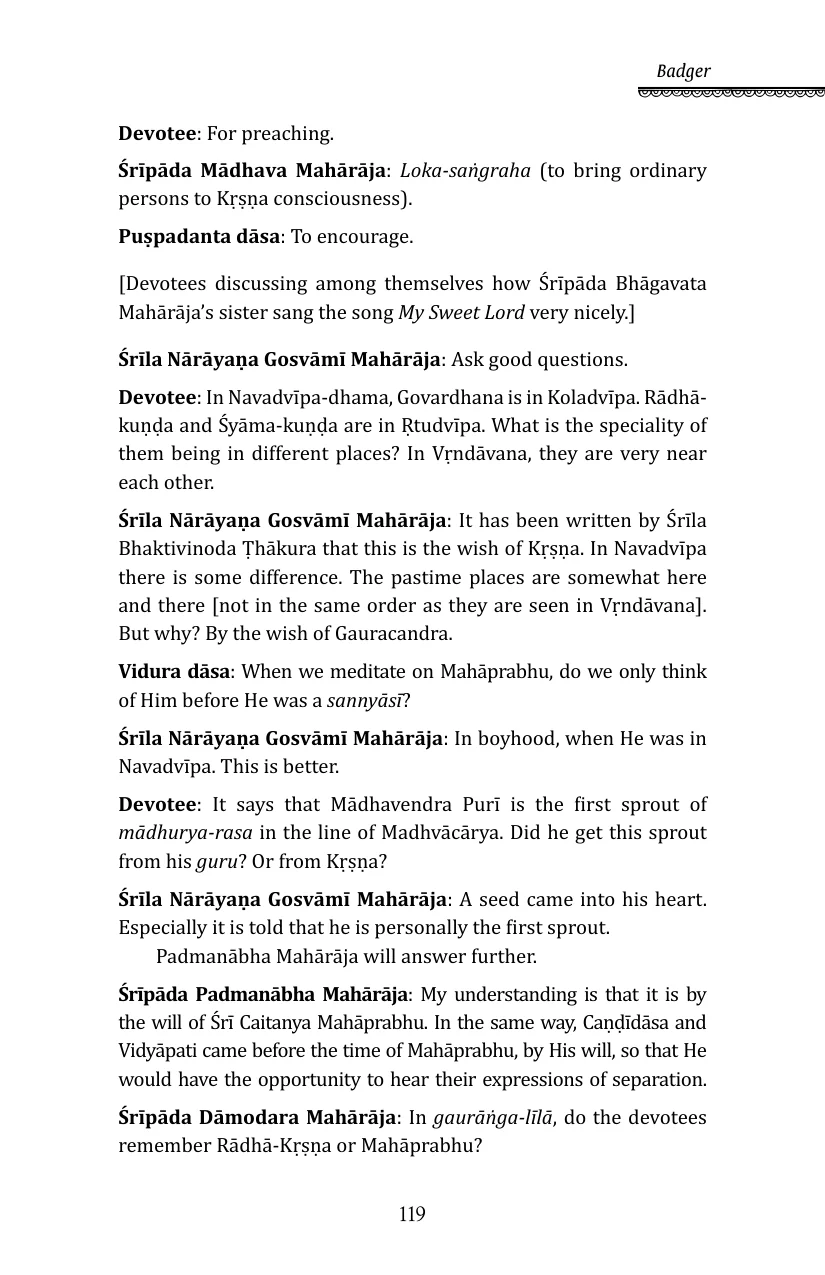 Badger
Devotee: For preaching.
Śrīpāda Mādhava Mahārāja: Loka-saṅgraha (to bring ordinary
persons to Kṛṣṇa consciousness).
Puṣpadanta dāsa: To encourage.
[Devotees discussing among themselves how Śrīpāda Bhāgavata
Mahārāja’s sister sang the song My Sweet Lord very nicely.]
Śrīla Nārāyaṇa Gosvāmī Mahārāja: Ask good questions.
Devotee: In Navadvīpa-dhama, Govardhana is in Koladvīpa. Rādhā-
kuṇḍa and Śyāma-kuṇḍa are in Ṛtudvīpa. What is the speciality of
them being in different places? In Vṛndāvana, they are very near
each other.
Śrīla Nārāyaṇa Gosvāmī Mahārāja: It has been written by Śrīla
Bhaktivinoda Ṭhākura that this is the wish of Kṛṣṇa. In Navadvīpa
there is some difference. The pastime places are somewhat here
and there [not in the same order as they are seen in Vṛndāvana].
But why? By the wish of Gauracandra.
Vidura dāsa: When we meditate on Mahāprabhu, do we only think
of Him before He was a sannyāsī?
Śrīla Nārāyaṇa Gosvāmī Mahārāja: In boyhood, when He was in
Navadvīpa. This is better.
Devotee: It says that Mādhavendra Purī is the first sprout of
mādhurya-rasa in the line of Madhvācārya. Did he get this sprout
from his guru? Or from Kṛṣṇa?
Śrīla Nārāyaṇa Gosvāmī Mahārāja: A seed came into his heart.
Especially it is told that he is personally the first sprout.
Padmanābha Mahārāja will answer further.
Śrīpāda Padmanābha Mahārāja: My understanding is that it is by
the will of Śrī Caitanya Mahāprabhu. In the same way, Caṇḍīdāsa and
Vidyāpati came before the time of Mahāprabhu, by His will, so that He
would have the opportunity to hear their expressions of separation.
Śrīpāda Dāmodara Mahārāja: In gaurāṅga-līlā, do the devotees
remember Rādhā-Kṛṣṇa or Mahāprabhu?
119